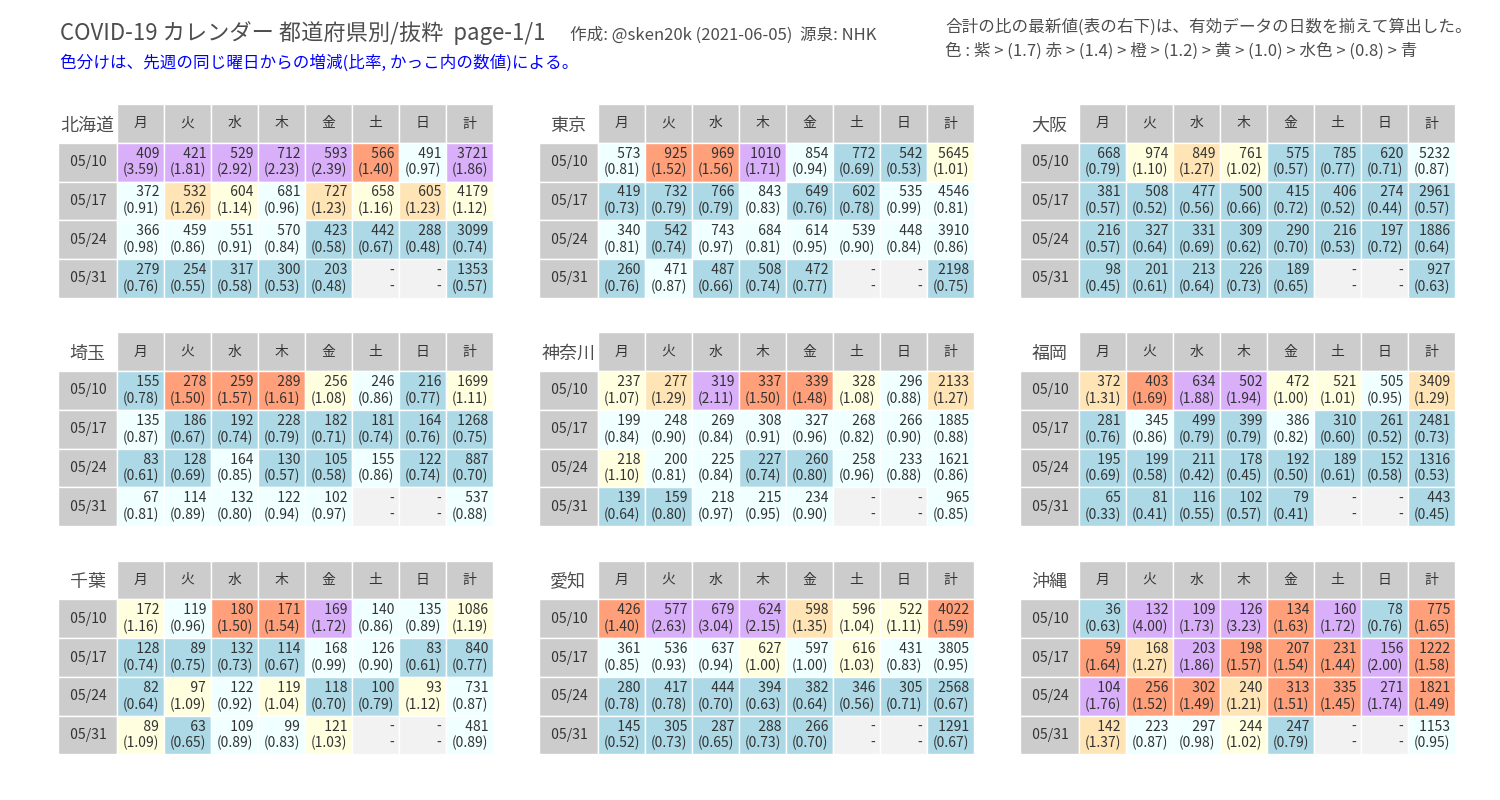 COVID-19 カレンダー 都道府県別/抜粋 page-1/1 作成: @sken20k (2021-06-05) 源泉: NHK
色分けは、先週の同じ曜日からの増減(比率, かっこ内の数値)による。
合計の比の最新値(表の右下)は、有効データの日数を揃えて算出した。
色 : 紫 > (1.7) 赤 > (1.4) 橙 > (1.2) 黄 > (1.0) > 水色 > (0.8) > 青
北海道 月 火 水 木 金 土 日 計
05/10 409 421 529 712 593 566 491 3721
(3.59) (1.81) (2.92) (2.23) (2.39) (1.40) (0.97) (1.86)
05/17 372 532 604 681 727 658 605 4179
(0.91) (1.26) (1.14) (0.96) (1.23) (1.16) (1.23) (1.12)
05/24 366 459 551 570 423 442 288 3099
(0.98) (0.86) (0.91) (0.84) (0.58) (0.67) (0.48) (0.74)
05/31 279 254 317 300 203 - - 1353
(0.76) (0.55) (0.58) (0.53) (0.48) - - (0.57)
東京 月 火 水 木 金 土 日 計
05/10 573 925 969 1010 854 772 542 5645
(0.81) (1.52) (1.56) (1.71) (0.94) (0.69) (0.53) (1.01)
05/17 419 732 766 843 649 602 535 4546
(0.73) (0.79) (0.79) (0.83) (0.76) (0.78) (0.99) (0.81)
05/24 340 542 743 684 614 539 448 3910
(0.81) (0.74) (0.97) (0.81) (0.95) (0.90) (0.84) (0.86)
05/31 260 471 487 508 472 - - 2198
(0.76) (0.87) (0.66) (0.74) (0.77) - - (0.75)
大阪 月 火 水 木 金 土 日 計
05/10 668 974 849 761 575 785 620 5232
(0.79) (1.10) (1.27) (1.02) (0.57) (0.77) (0.71) (0.87)
05/17 381 508 477 500 415 406 274 2961
(0.57) (0.52) (0.56) (0.66) (0.72) (0.52) (0.44) (0.57)
05/24 216 327 331 309 290 216 197 1886
(0.57) (0.64) (0.69) (0.62) (0.70) (0.53) (0.72) (0.64)
05/31 98 201 213 226 189 - - 927
(0.45) (0.61) (0.64) (0.73) (0.65) - - (0.63)
埼玉 月 火 水 木 金 土 日 計
05/10 155 278 259 289 256 246 216 1699
(0.78) (1.50) (1.57) (1.61) (1.08) (0.86) (0.77) (1.11)
05/17 135 186 192 228 182 181 164 1268
(0.87) (0.67) (0.74) (0.79) (0.71) (0.74) (0.76) (0.75)
05/24 83 128 164 130 105 155 122 887
(0.61) (0.69) (0.85) (0.57) (0.58) (0.86) (0.74) (0.70)
05/31 67 114 132 122 102 - - 537
(0.81) (0.89) (0.80) (0.94) (0.97) - - (0.88)
神奈川 月 火 水 木 金 土 日 計
05/10 237 277 319 337 339 328 296 2133
(1.07) (1.29) (2.11) (1.50) (1.48) (1.08) (0.88) (1.27)
05/17 199 248 269 308 327 268 266 1885
(0.84) (0.90) (0.84) (0.91) (0.96) (0.82) (0.90) (0.88)
05/24 218 200 225 227 260 258 233 1621
(1.10) (0.81) (0.84) (0.74) (0.80) (0.96) (0.88) (0.86)
05/31 139 159 218 215 234 - - 965
(0.64) (0.80) (0.97) (0.95) (0.90) - - (0.85)
福岡 月 火 水 木 金 土 日 計
05/10 372 403 634 502 472 521 505 3409
(1.31) (1.69) (1.88) (1.94) (1.00) (1.01) (0.95) (1.29)
05/17 281 345 499 399 386 310 261 2481
(0.76) (0.86) (0.79) (0.79) (0.82) (0.60) (0.52) (0.73)
05/24 195 199 211 178 192 189 152 1316
(0.69) (0.58) (0.42) (0.45) (0.50) (0.61) (0.58) (0.53)
05/31 65 81 116 102 79 - - 443
(0.33) (0.41) (0.55) (0.57) (0.41) - - (0.45)
千葉 月 火 水 木 金 土 日 計
05/10 172 119 180 171 169 140 135 1086
(1.16) (0.96) (1.50) (1.54) (1.72) (0.86) (0.89) (1.19)
05/17 128 89 132 114 168 126 83 840
(0.74) (0.75) (0.73) (0.67) (0.99) (0.90) (0.61) (0.77)
05/24 82 97 122 119 118 100 93 731
(0.64) (1.09) (0.92) (1.04) (0.70) (0.79) (1.12) (0.87)
05/31 89 63 109 99 121 - - 481
(1.09) (0.65) (0.89) (0.83) (1.03) - - (0.89)
愛知 月 火 水 木 金 土 日 計
05/10 426 577 679 624 598 596 522 4022
(1.40) (2.63) (3.04) (2.15) (1.35) (1.04) (1.11) (1.59)
05/17 361 536 637 627 597 616 431 3805
(0.85) (0.93) (0.94) (1.00) (1.00) (1.03) (0.83) (0.95)
05/24 280 417 444 394 382 346 305 2568
(0.78) (0.78) (0.70) (0.63) (0.64) (0.56) (0.71) (0.67)
05/31 145 305 287 288 266 - - 1291
(0.52) (0.73) (0.65) (0.73) (0.70) - - (0.67)
沖縄 月 火 水 木 金 土 日 計
05/10 36 132 109 126 134 160 78 775
(0.63) (4.00) (1.73) (3.23) (1.63) (1.72) (0.76) (1.65)
05/17 59 168 203 198 207 231 156 1222
(1.64) (1.27) (1.86) (1.57) (1.54) (1.44) (2.00) (1.58)
05/24 104 256 302 240 313 335 271 1821
(1.76) (1.52) (1.49) (1.21) (1.51) (1.45) (1.74) (1.49)
05/31 142 223 297 244 247 - - 1153
(1.37) (0.87) (0.98) (1.02) (0.79) - - (0.95)